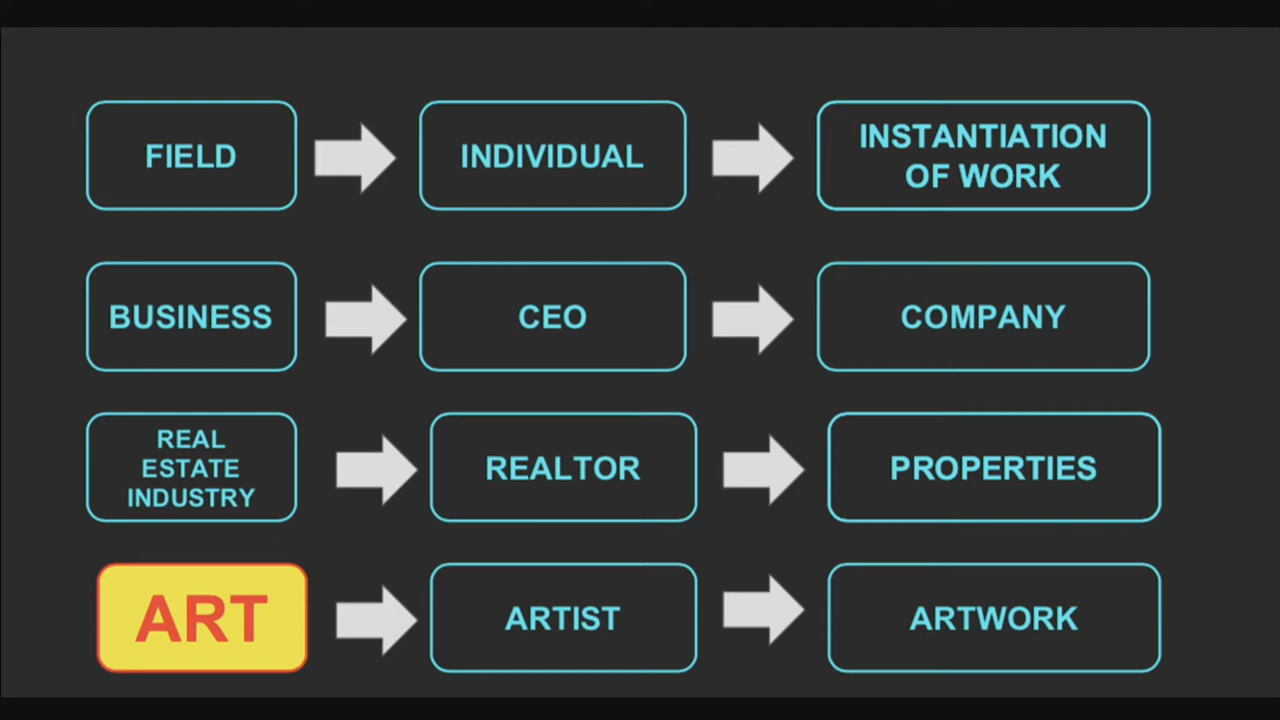 FIELD
INDIVIDUAL
INSTANTIATION
OF WORK
BUSINESS
CEO
COMPANY
REAL
ESTATE
INDUSTRY
REALTOR
PROPERTIES
ART
ARTIST
ARTWORK